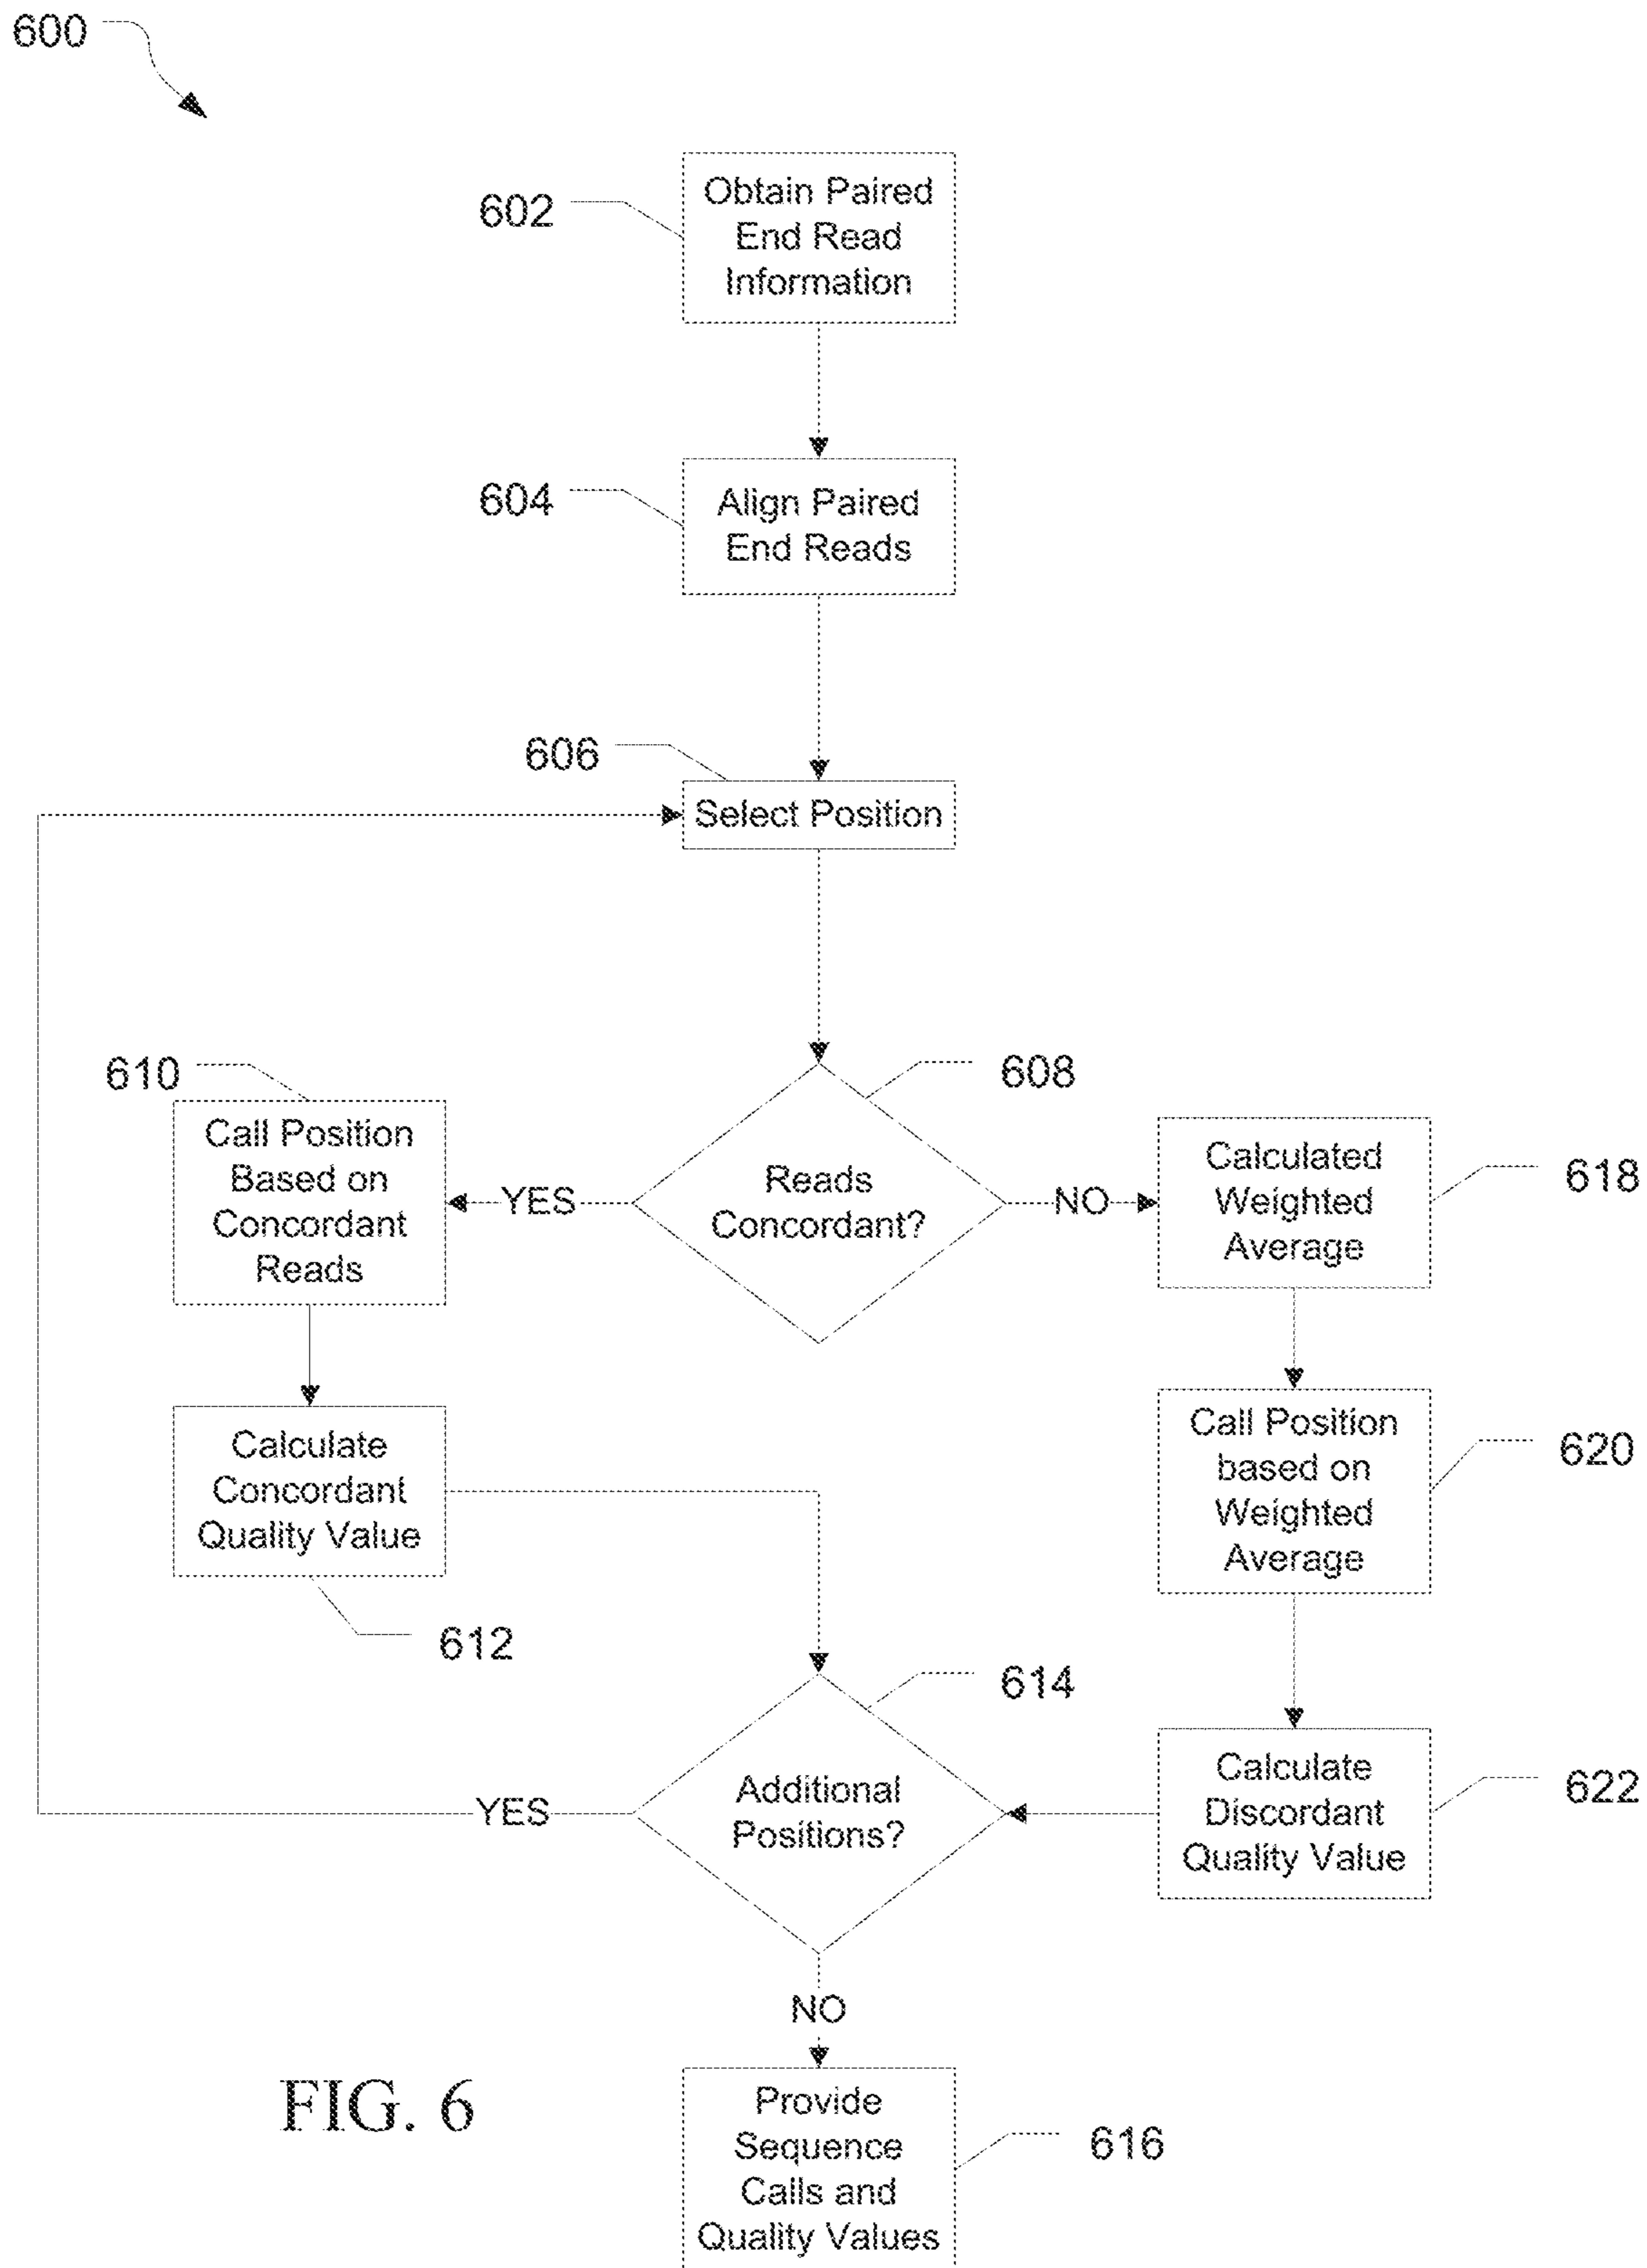 600
602
Obtain Paired
End Read
Information
604
Align Paired
End Reads
606
Select Position
608
Reads
Concordant?
YES
NO
610
Call Position
Based on
Concordant
Reads
612
Calculate
Concordant
Quality Value
618
Calculated
Weighted
Average
620
Call Position
based on
Weighted
Average
622
Calculate
Discordant
Quality Value
614
Additional
Positions?
YES
NO
616
Provide
Sequence
Calls and
Quality Values
FIG. 6